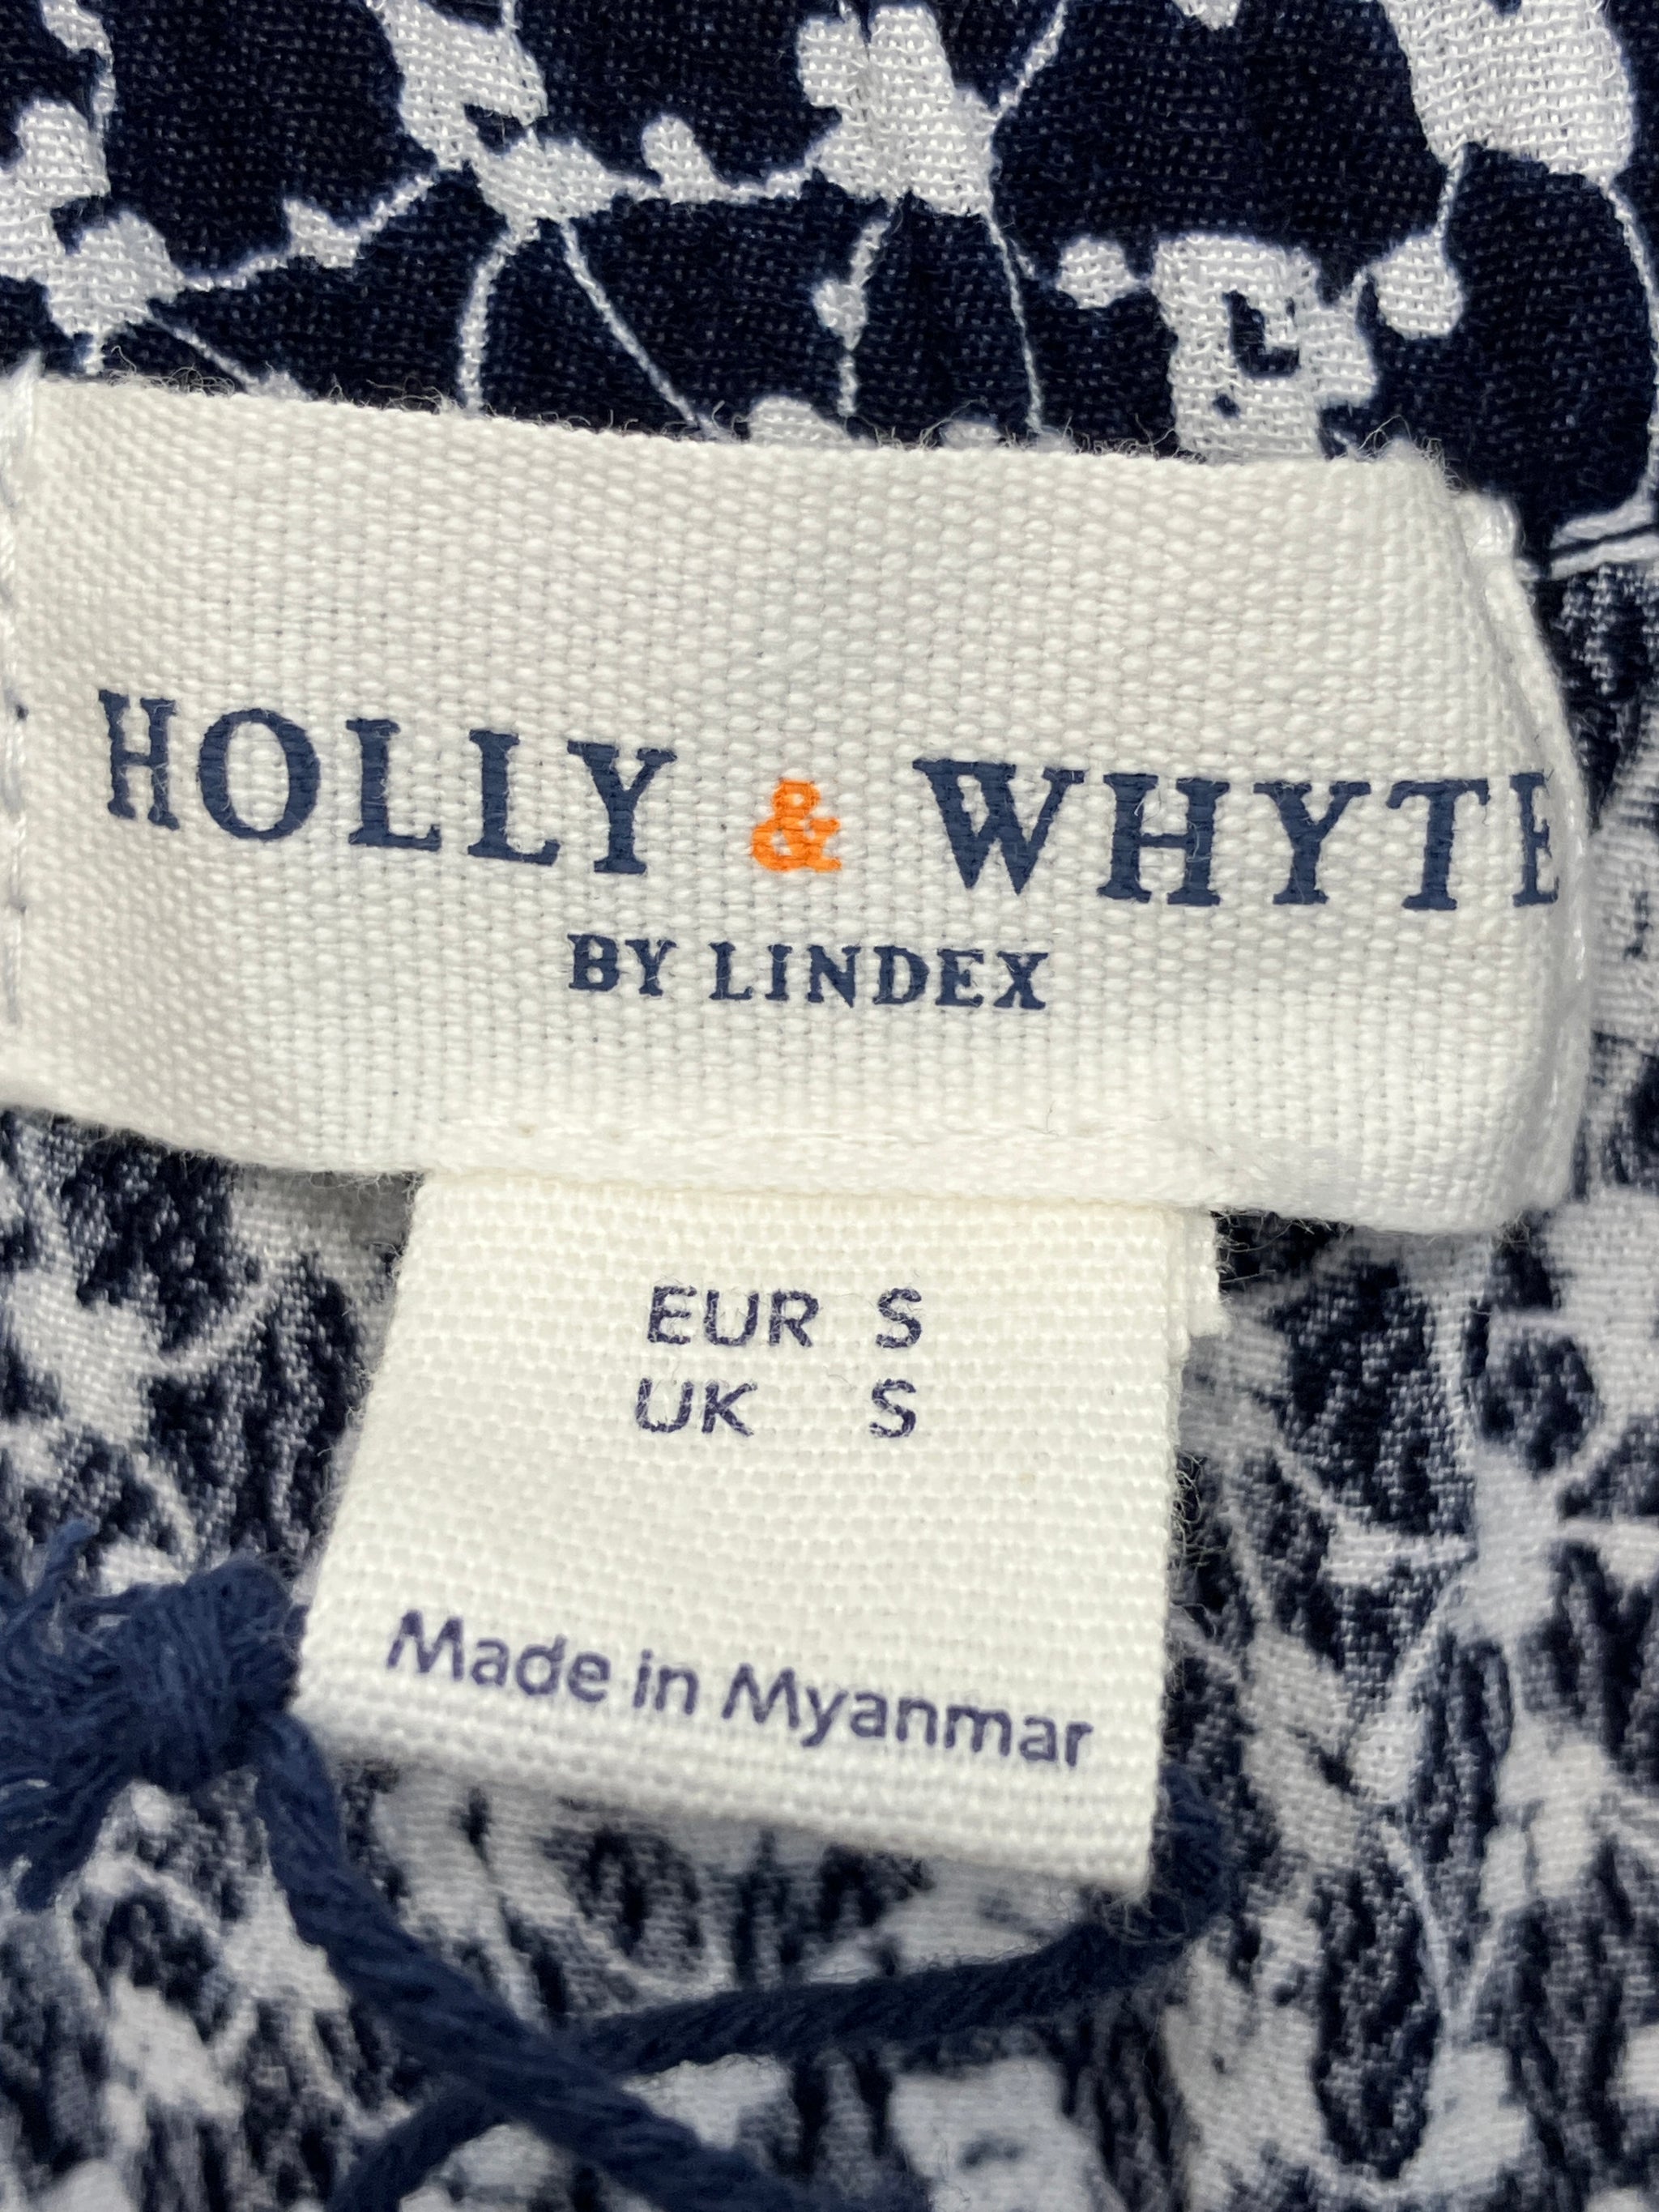 HOLLY & WHYTE
BY LINDEX
EUR S
UK S
Made in Myanmar